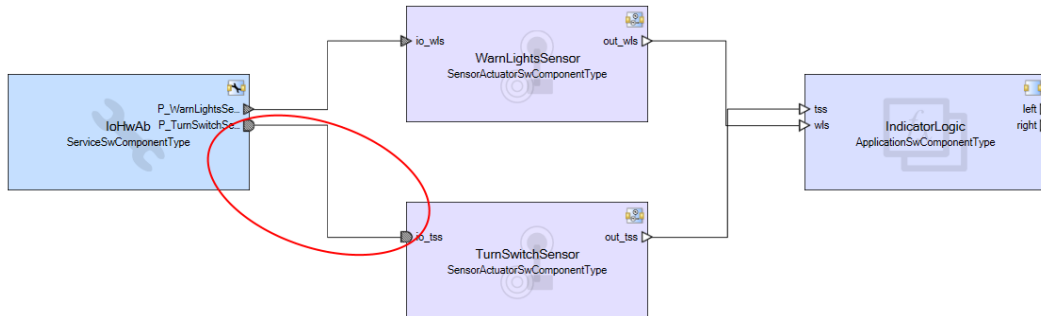 io_wls
out_wls
WarnLightsSensor
SensorActuatorSwComponentType
P_WarnLightsSe...
P_TurnSwitchSe...
IoHwAb
ServiceSwComponentType
tss
wls
left
right
IndicatorLogic
ApplicationSwComponentType
io_tss
out_tss
TurnSwitchSensor
SensorActuatorSwComponentType